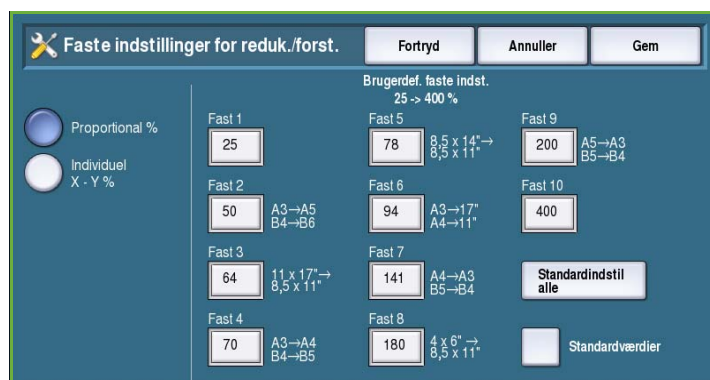 Faste indstillinger for reduk./forst.
Fortryd
Annuller
Gem
Brugerdef. faste indst.
25 -> 400 %
Proportional %
Individuel
X - Y %
Fast 1
25
Fast 2
50
A3→A5
B4→B6
Fast 3
64
11 x 17"→
8,5 x 11"
Fast 4
70
A3→A4
B4→B5
Fast 5
78
8,5 x 14"→
8,5 x 11"
Fast 6
94
A3→17"
A4→11"
Fast 7
141
A4→A3
B5→B4
Fast 8
180
4 x 6" →
8,5 x 11"
Fast 9
200
A5→A3
B5→B4
Fast 10
400
Standardindstil
alle
Standardværdier